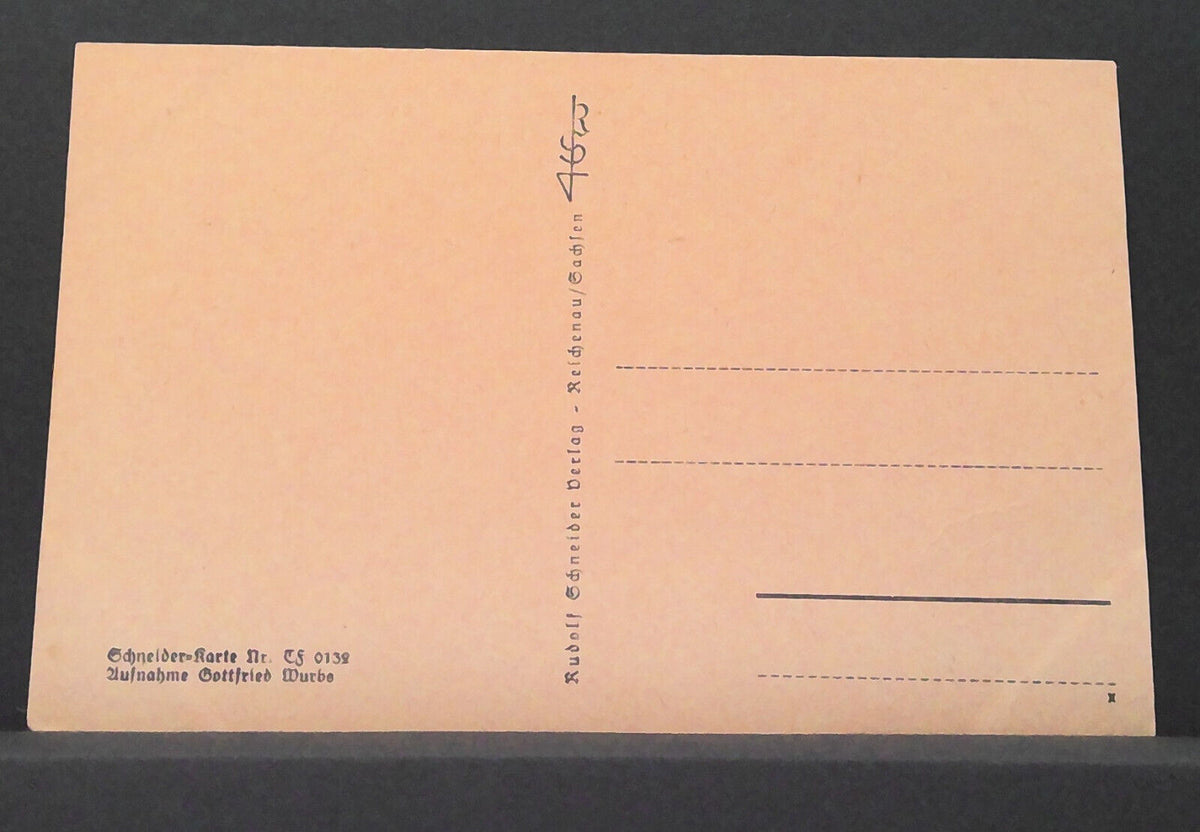 Schneider-Karte Nr. TF 0132
Aufnahme Gottfried Wurbs
Rudolf Schneider Verlag - Reichenau/Sachsen